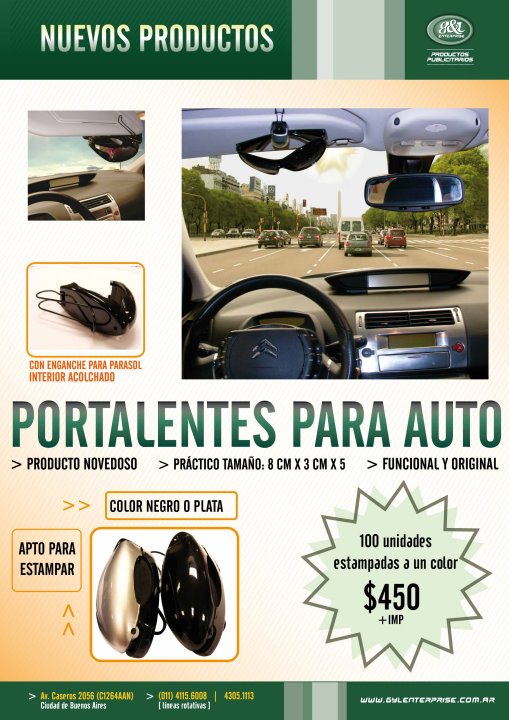 NUEVOS PRODUCTOS
g&L
ENTERPRISE
PRODUCTOS
PUBLICITARIOS
CON ENGANCHE PARA PARASOL
INTERIOR ACOLCHADO
PORTALENTES PARA AUTO
> PRODUCTO NOVEDOSO > PRÁCTICO TAMAÑO: 8 CM X 3 CM X 5 > FUNCIONAL Y ORIGINAL
>> COLOR NEGRO O PLATA
APTO PARA
ESTAMPAR
100 unidades
estampadas a un color
$450
+IMP
> Av. Caseros 2056 (C1264AAN) > (011) 4115.6008 | 4305.1113
Ciudad de Buenos Aires [ líneas rotativas ]
WWW.GYLENTERPRISE.COM.AR